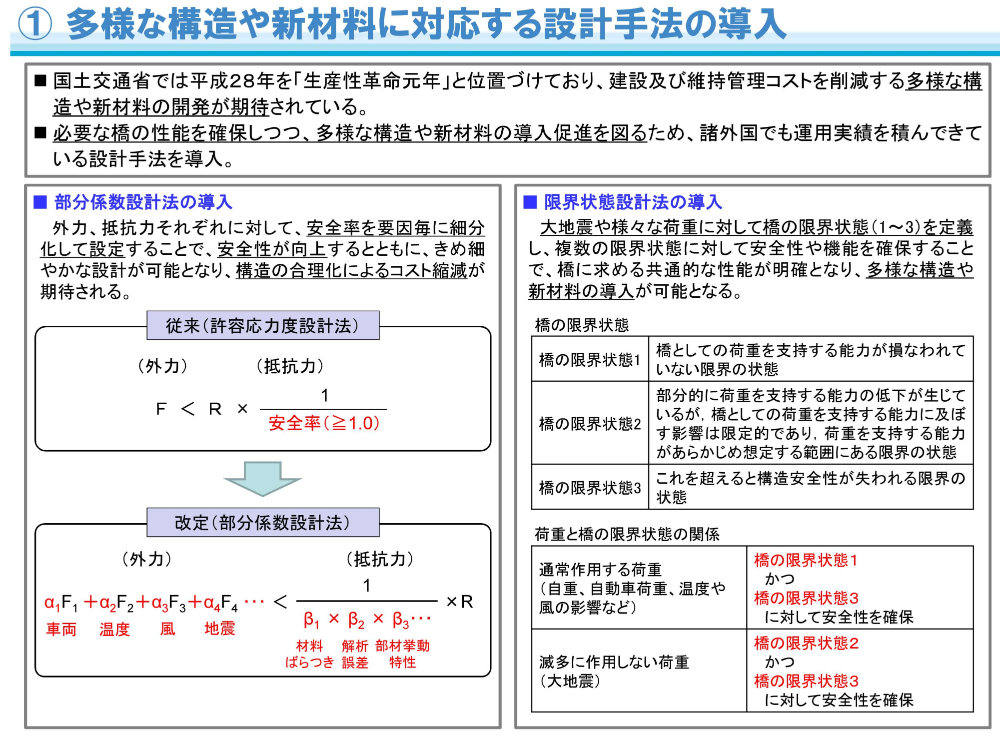 ① 多様な構造や新材料に対応する設計手法の導入
■ 国土交通省では平成28年を「生産性革命元年」と位置づけており、建設及び維持管理コストを削減する多様な構
造や新材料の開発が期待されている。
■ 必要な橋の性能を確保しつつ、多様な構造や新材料の導入促進を図るため、諸外国でも運用実績を積んできて
いる設計手法を導入。
■ 部分係数設計法の導入
外力、抵抗力それぞれに対して、安全率を要因毎に細分
化して設定することで、安全性が向上するとともに、きめ細
やかな設計が可能となり、構造の合理化によるコスト縮減が
期待される。
従来(許容応力度設計法)
(外力) (抵抗力)
1
F < R ×
安全率(≧1.0)
改定(部分係数設計法)
(外力) (抵抗力)
1
α1F1 +α2F2+α3F3+α4F4 … < ×R
β1 × β2 × β3…
車両 温度 風 地震
材料 解析 部材挙動
ばらつき 誤差 特性
■ 限界状態設計法の導入
大地震や様々な荷重に対して橋の限界状態(1~3)を定義
し、複数の限界状態に対して安全性や機能を確保すること
で、橋に求める共通的な性能が明確となり、多様な構造や
新材料の導入が可能となる。
橋の限界状態
橋の限界状態1
橋としての荷重を支持する能力が損なわれて
いない限界の状態
橋の限界状態2
部分的に荷重を支持する能力の低下が生じて
いるが，橋としての荷重を支持する能力に及ぼ
す影響は限定的であり，荷重を支持する能力
があらかじめ想定する範囲にある限界の状態
橋の限界状態3
これを超えると構造安全性が失われる限界の
状態
荷重と橋の限界状態の関係
通常作用する荷重
(自重、自動車荷重、温度や
風の影響など)
橋の限界状態1
かつ
橋の限界状態3
に対して安全性を確保
滅多に作用しない荷重
(大地震)
橋の限界状態2
かつ
橋の限界状態3
に対して安全性を確保